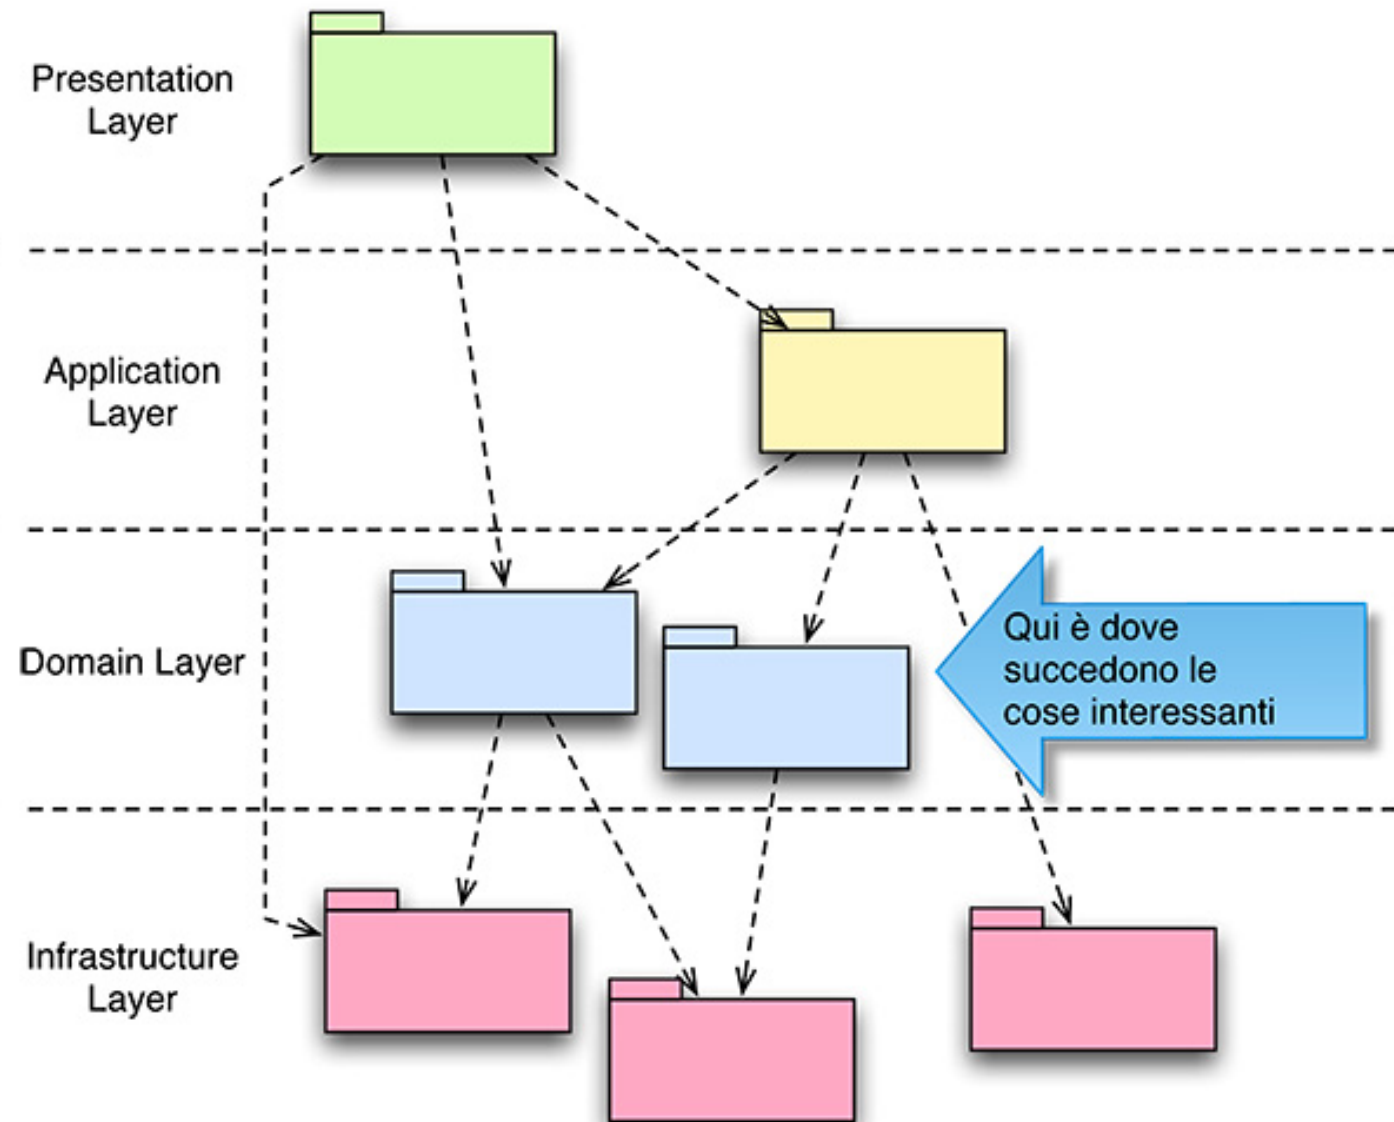 Presentation
Layer
Application
Layer
Domain Layer
Qui è dove
succedono le
cose interessanti
Infrastructure
Layer